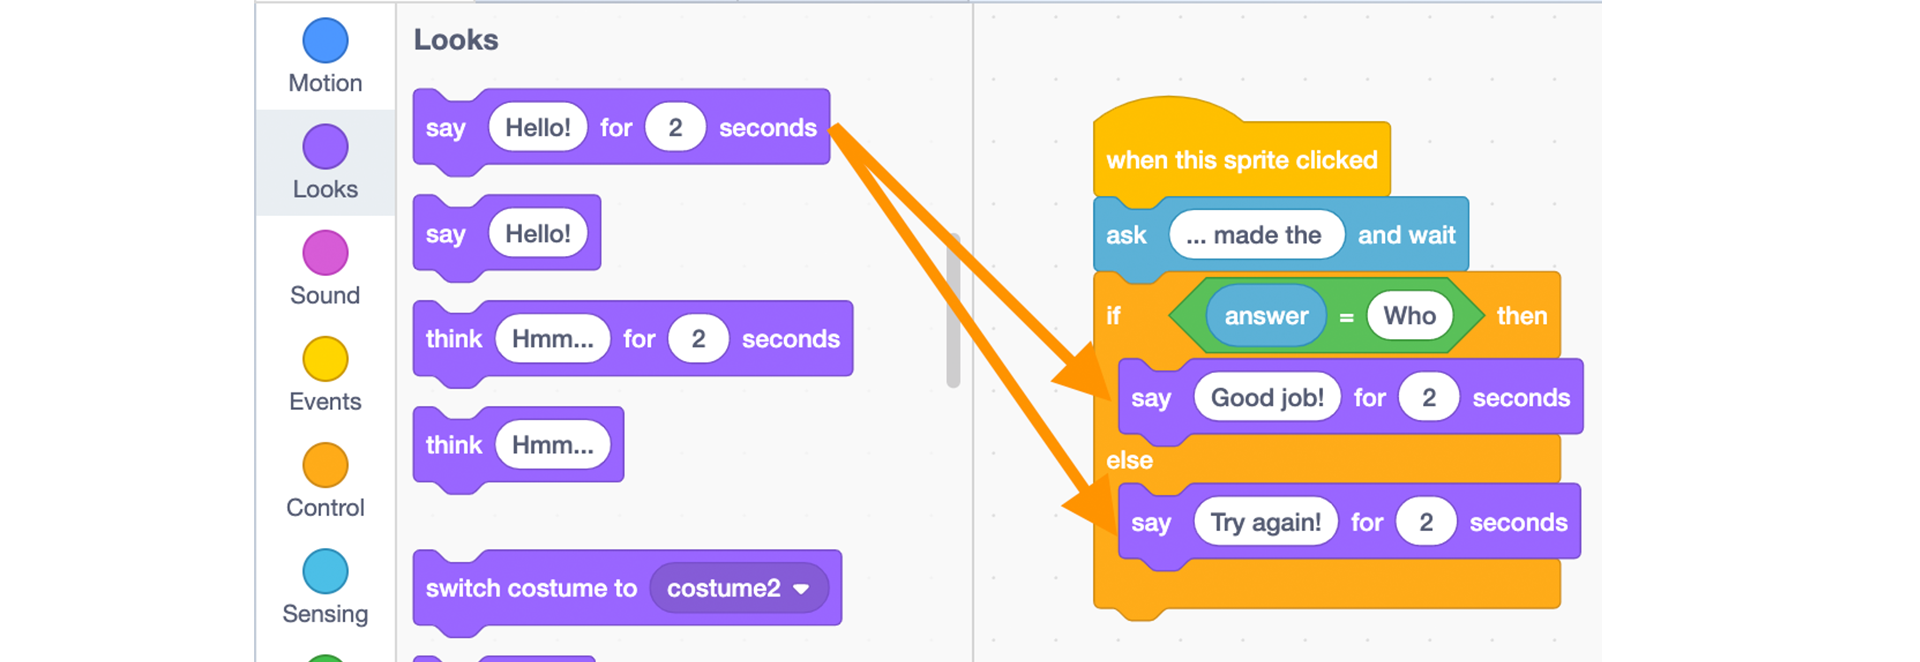 Motion
Looks
Sound
Events
Control
Sensing
Looks
say Hello! for 2 seconds
say Hello!
think Hmm... for 2 seconds
think Hmm...
switch costume to costume2
when this sprite clicked
ask ... made the and wait
if answer = Who then
say Good job! for 2 seconds
else
say Try again! for 2 seconds